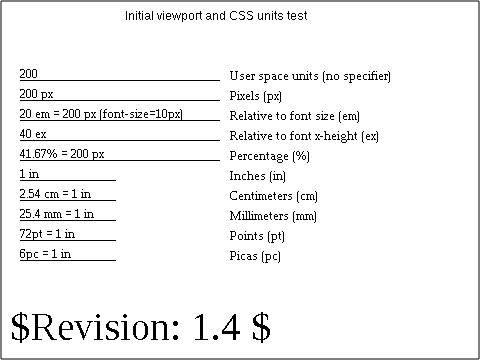 Initial viewport and CSS units test
200 User space units (no specifier)
200 px Pixels (px)
20 em = 200 px (font-size=10px) Relative to font size (em)
40 ex Relative to font x-height (ex)
41.67% = 200 px Percentage (%)
1 in Inches (in)
2.54 cm = 1 in Centimeters (cm)
25.4 mm = 1 in Millimeters (mm)
72pt = 1 in Points (pt)
6pc = 1 in Picas (pc)
$Revision: 1.4 $